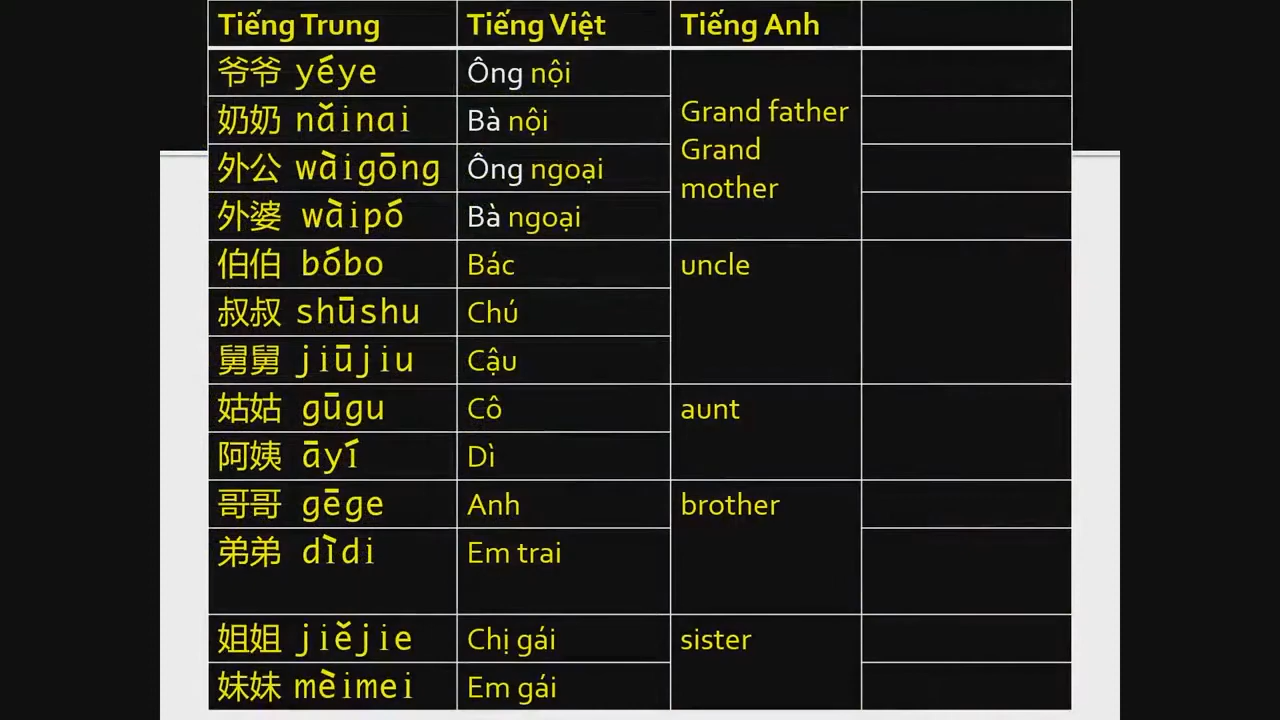 Tiếng Trung Tiếng Việt Tiếng Anh
爷爷 yéye Ông nội
奶奶 nǎinai Bà nội
外公 wàigōng Ông ngoại
外婆 wàipó Bà ngoại
Grand father
Grand
mother
伯伯 bóbo Bác uncle
叔叔 shūshu Chú
舅舅 jiūjiu Cậu
姑姑 gūgu Cô aunt
阿姨 āyí Dì
哥哥 gēge Anh brother
弟弟 dìdi Em trai
姐姐 jiějie Chị gái sister
妹妹 mèimei Em gái